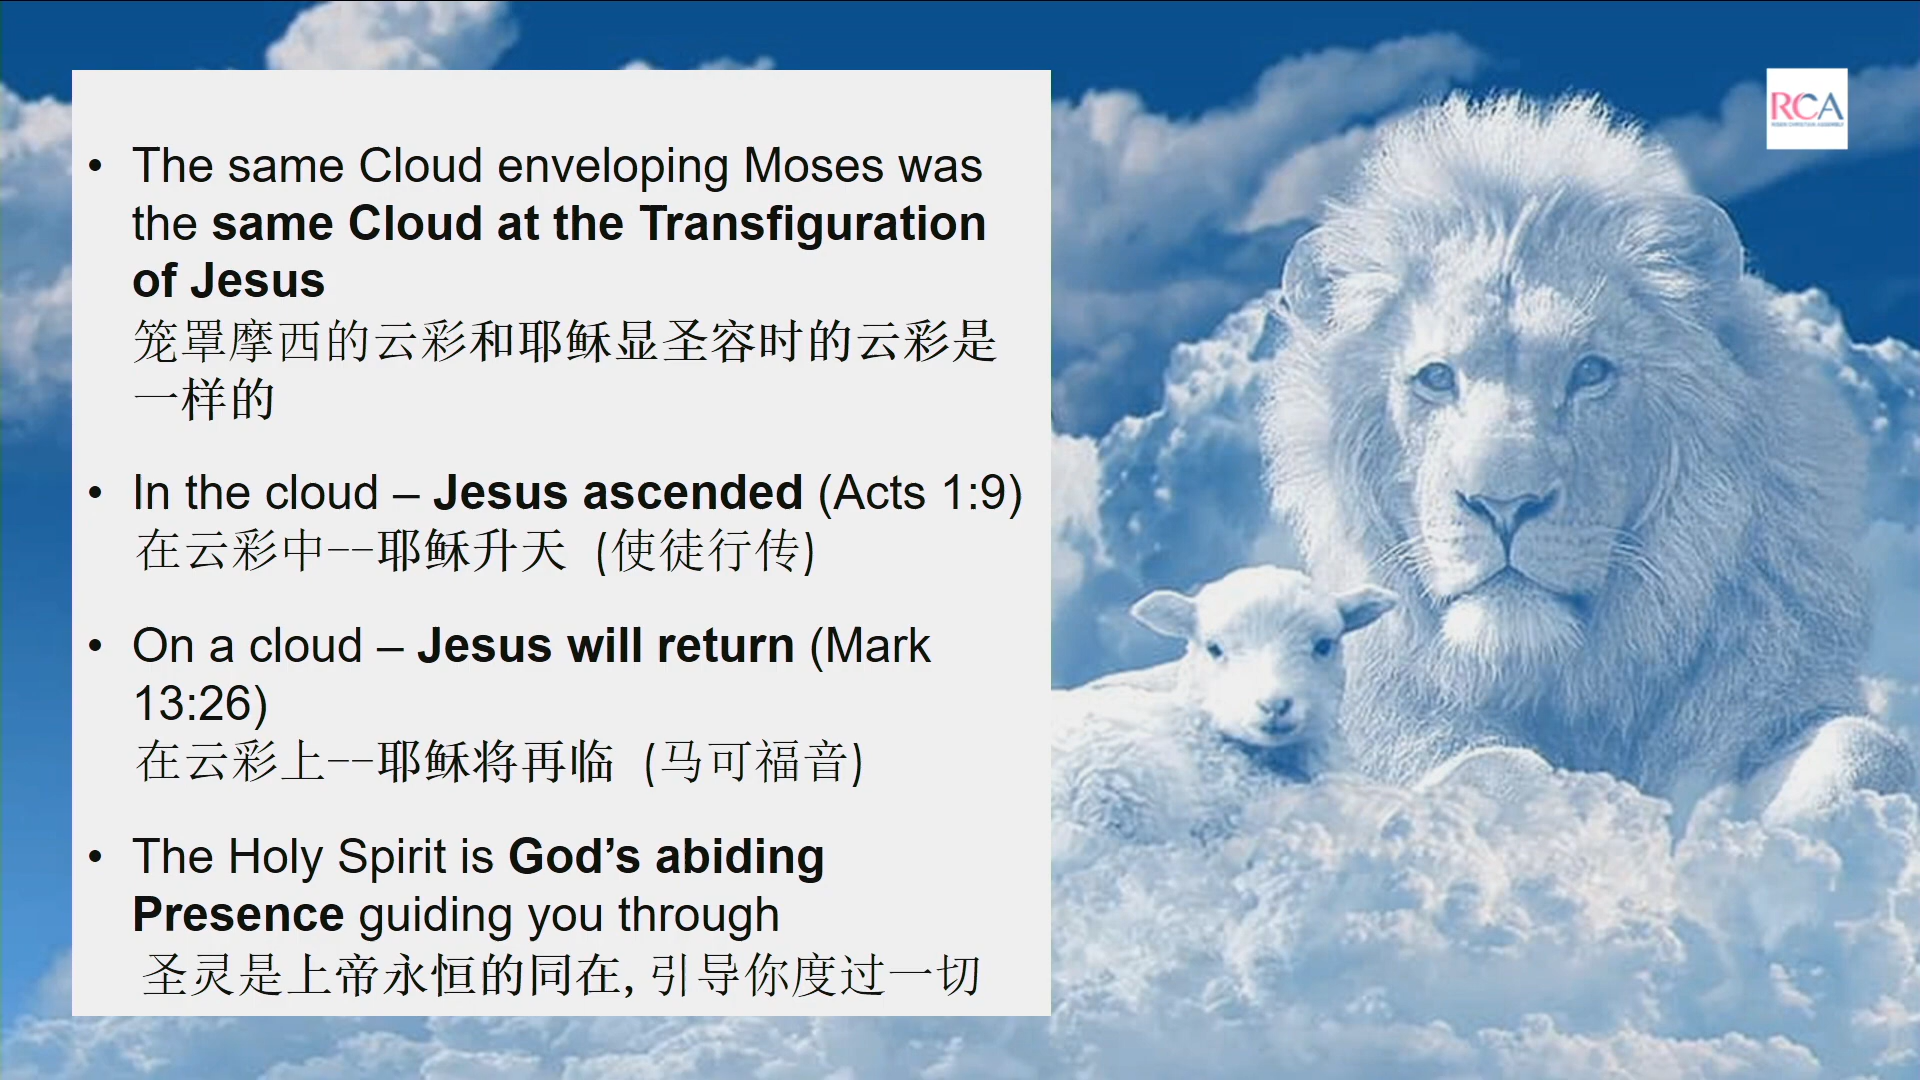 RCA
• The same Cloud enveloping Moses was
the same Cloud at the Transfiguration
of Jesus
笼罩摩西的云彩和耶稣显圣容时的云彩是
一样的
• In the cloud – Jesus ascended (Acts 1:9)
在云彩中--耶稣升天 (使徒行传)
• On a cloud – Jesus will return (Mark
13:26)
在云彩上--耶稣将再临 (马可福音)
• The Holy Spirit is God’s abiding
Presence guiding you through
圣灵是上帝永恒的同在, 引导你度过一切